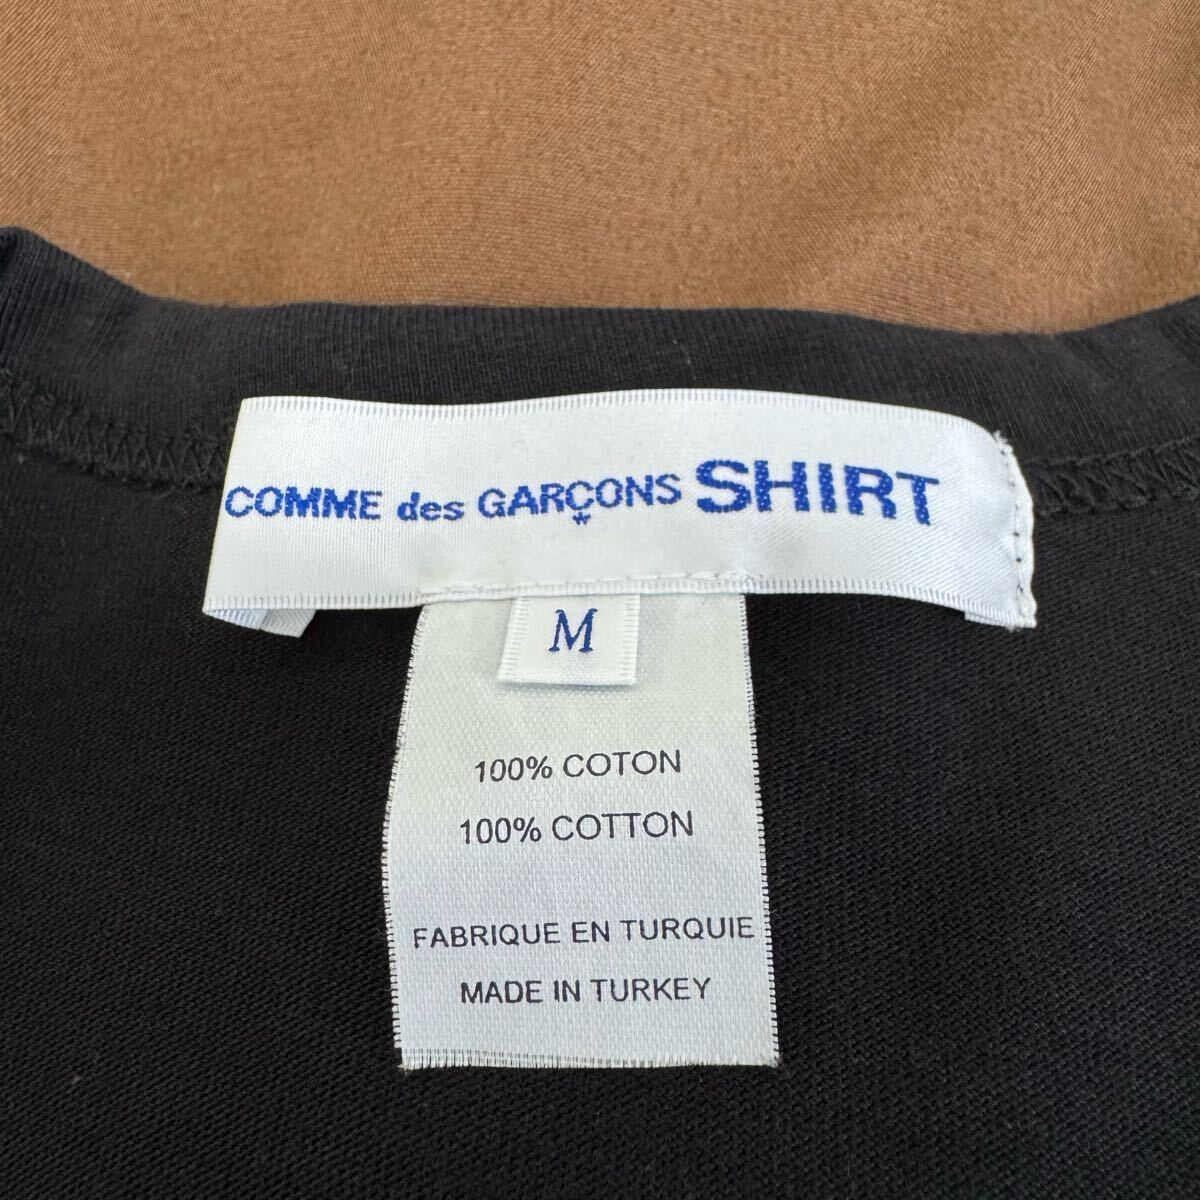 COMME des GARÇONS SHIRT
*
M
100% COTON
100% COTTON
FABRIQUE EN TURQUIE
MADE IN TURKEY